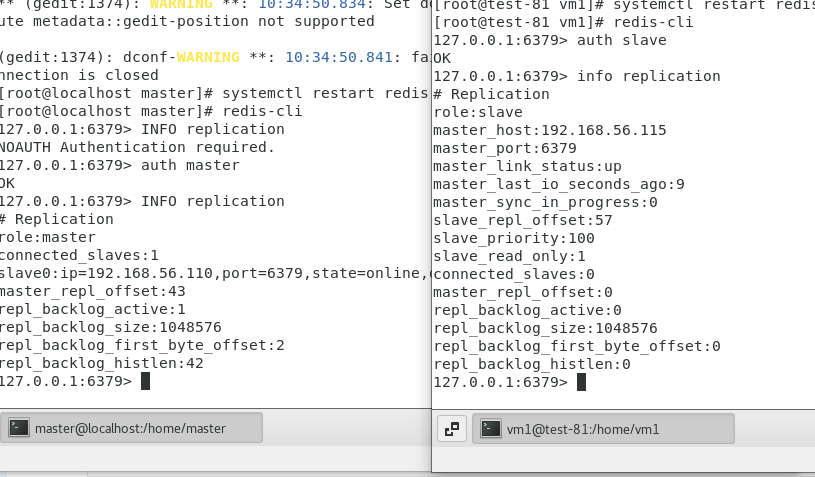 ** (gedit:1374): WARNING **: 10:34:50.834: Set
ute metadata::gedit-position not supported
(gedit:1374): dconf-WARNING **: 10:34:50.841:
nnection is closed
[root@localhost master]# systemctl restart redis
[root@localhost master]# redis-cli
127.0.0.1:6379> INFO replication
NOAUTH Authentication required.
127.0.0.1:6379> auth master
OK
127.0.0.1:6379> INFO replication
# Replication
role:master
connected_slaves:1
slave0:ip=192.168.56.110,port=6379,state=online,
master_repl_offset:43
repl_backlog_active:1
repl_backlog_size:1048576
repl_backlog_first_byte_offset:2
repl_backlog_histlen:42
127.0.0.1:6379>
master@localhost:/home/master
[root@test-81 vm1]# systemctl restart redis
[root@test-81 vm1]# redis-cli
127.0.0.1:6379> auth slave
OK
127.0.0.1:6379> info replication
# Replication
role:slave
master_host:192.168.56.115
master_port:6379
master_link_status:up
master_last_io_seconds_ago:9
master_sync_in_progress:0
slave_repl_offset:57
slave_priority:100
slave_read_only:1
connected_slaves:0
master_repl_offset:0
repl_backlog_active:0
repl_backlog_size:1048576
repl_backlog_first_byte_offset:0
repl_backlog_histlen:0
127.0.0.1:6379>
vm1@test-81:/home/vm1